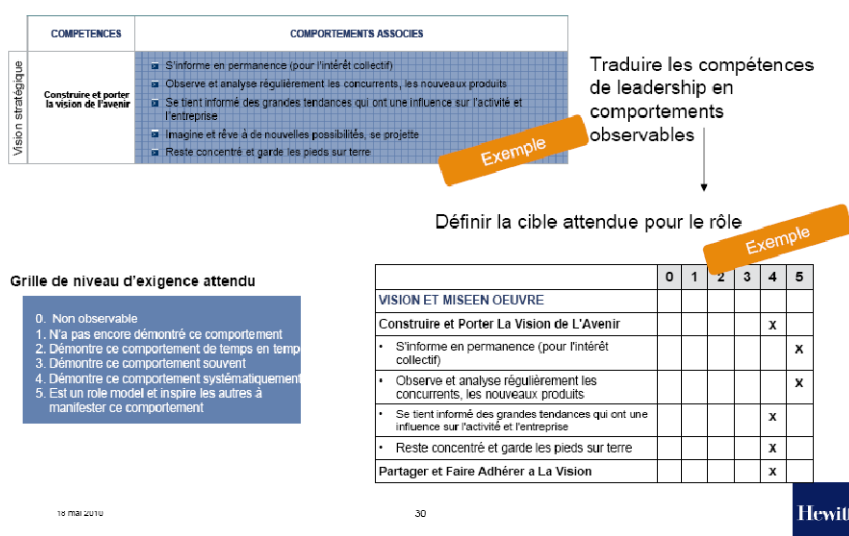 COMPETENCES
COMPORTEMENTS ASSOCIES
Vision stratégique
Construire et porter
la vision de l'avenir
S'informe en permanence (pour l'intérêt collectif)
Observe et analyse régulièrement les concurrents, les nouveaux produits
Se tient informé des grandes tendances qui ont une influence sur l'activité et
l'entreprise
Imagine et rêve à de nouvelles possibilités, se projette
Reste concentré et garde les pieds sur terre
Exemple
Traduire les compétences
de leadership en
comportements
observables
Définir la cible attendue pour le rôle
Exemple
Grille de niveau d'exigence attendu
0. Non observable
1. N'a pas encore démontré ce comportement
2. Démontre ce comportement de temps en temp
3. Démontre ce comportement souvent
4. Démontre ce comportement systématiquement
5. Est un role model et inspire les autres à
manifester ce comportement
0 1 2 3 4 5
VISION ET MISEEN OEUVRE
Construire et Porter La Vision de L'Avenir x
• S'informe en permanence (pour l'intérêt
collectif) x
• Observe et analyse régulièrement les
concurrents, les nouveaux produits x
• Se tient informé des grandes tendances qui ont une
influence sur l'activité et l'entreprise x
• Reste concentré et garde les pieds sur terre x
Partager et Faire Adhérer a La Vision x
18 mai 2010
30
Hewitt